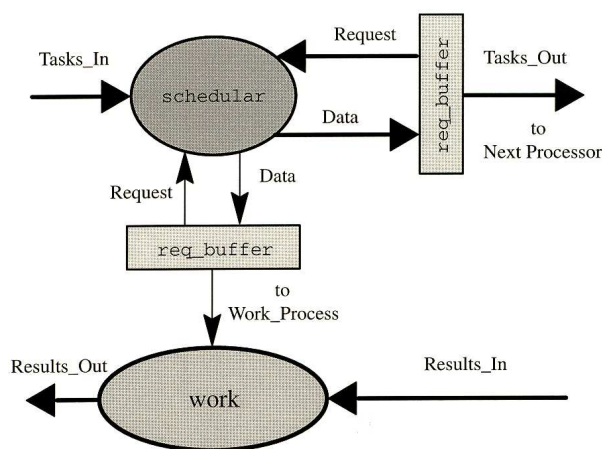 Request
Tasks_In
Tasks_Out
schedular
req_buffer
Data
to
Next Processor
Request
Data
req_buffer
to
Work_Process
Results_Out
Results_In
work